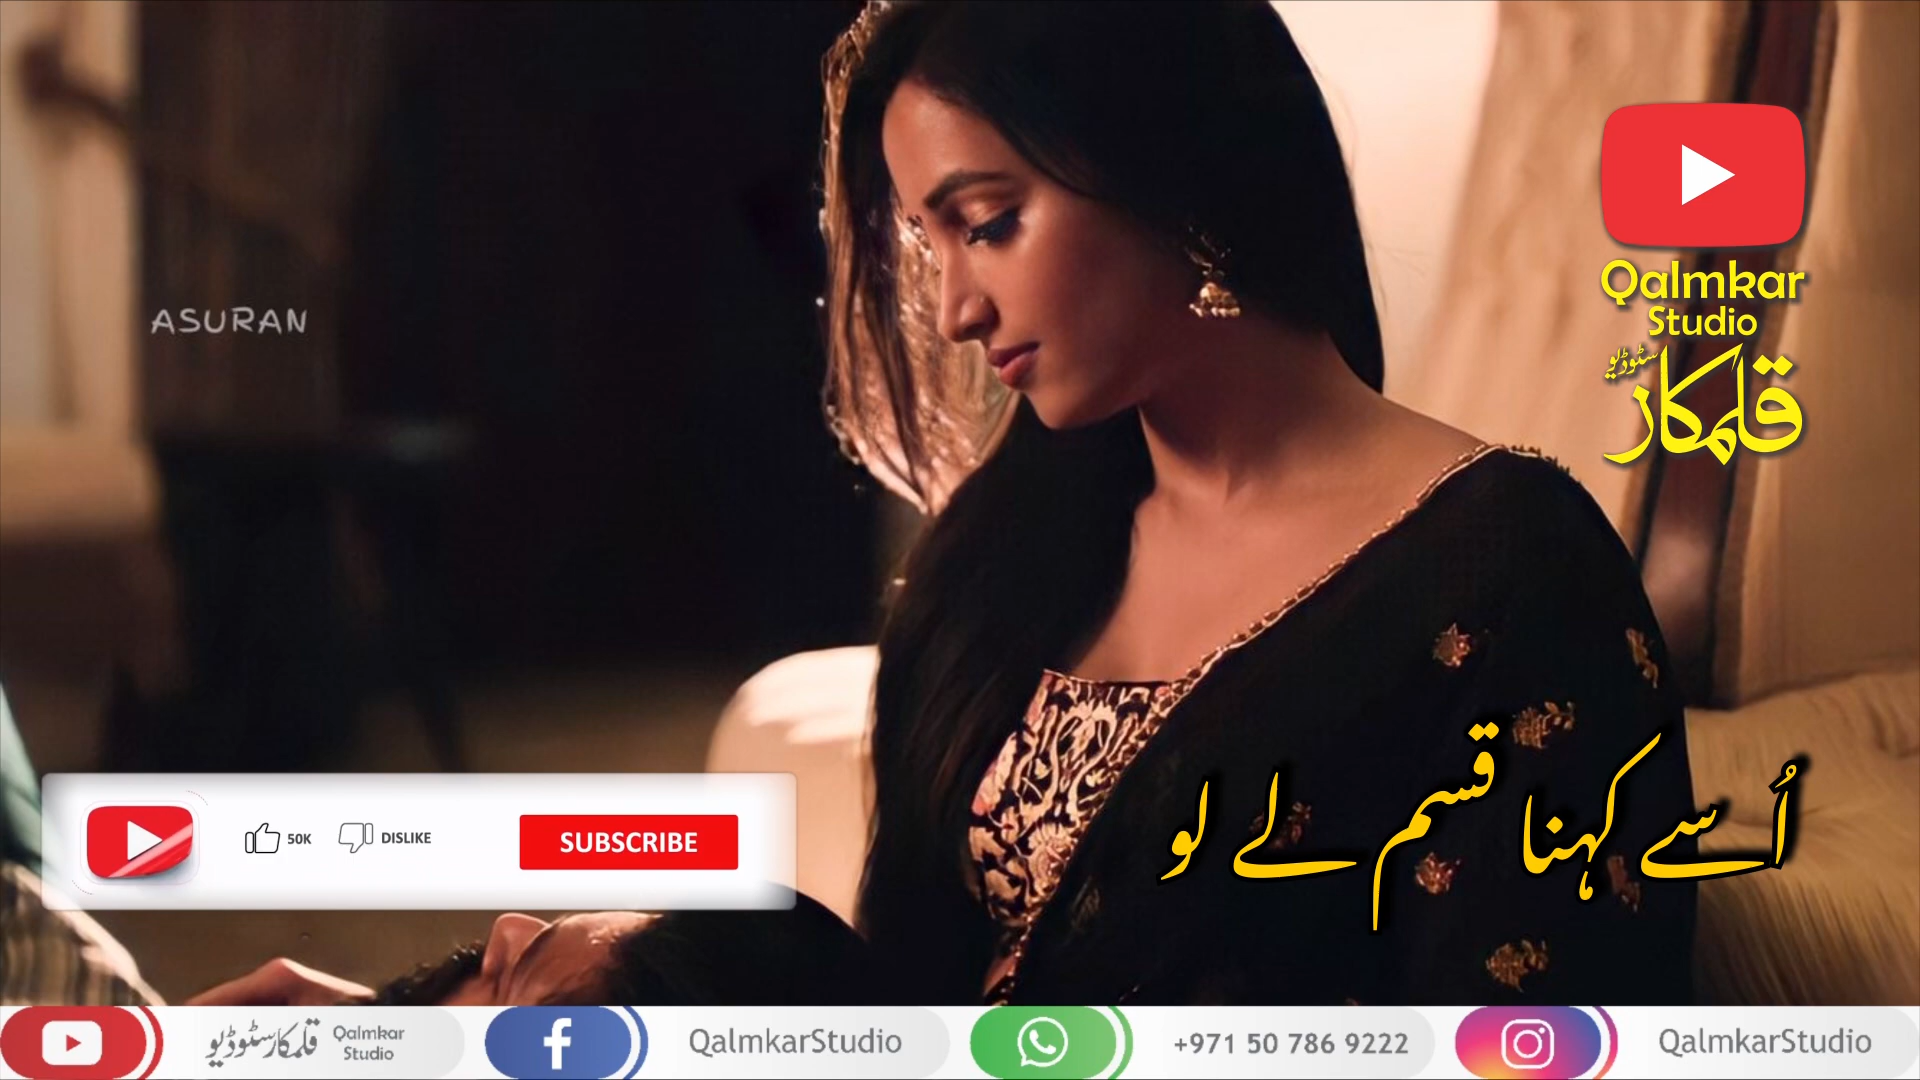 Qalmkar
Studio
سٹوڈیو
قلمکار
ASURAN
اُسے کہنا قسم لے لو
50K
DISLIKE
SUBSCRIBE
قلمکار سٹوڈیو
Qalmkar
Studio
QalmkarStudio
+971 50 786 9222
QalmkarStudio